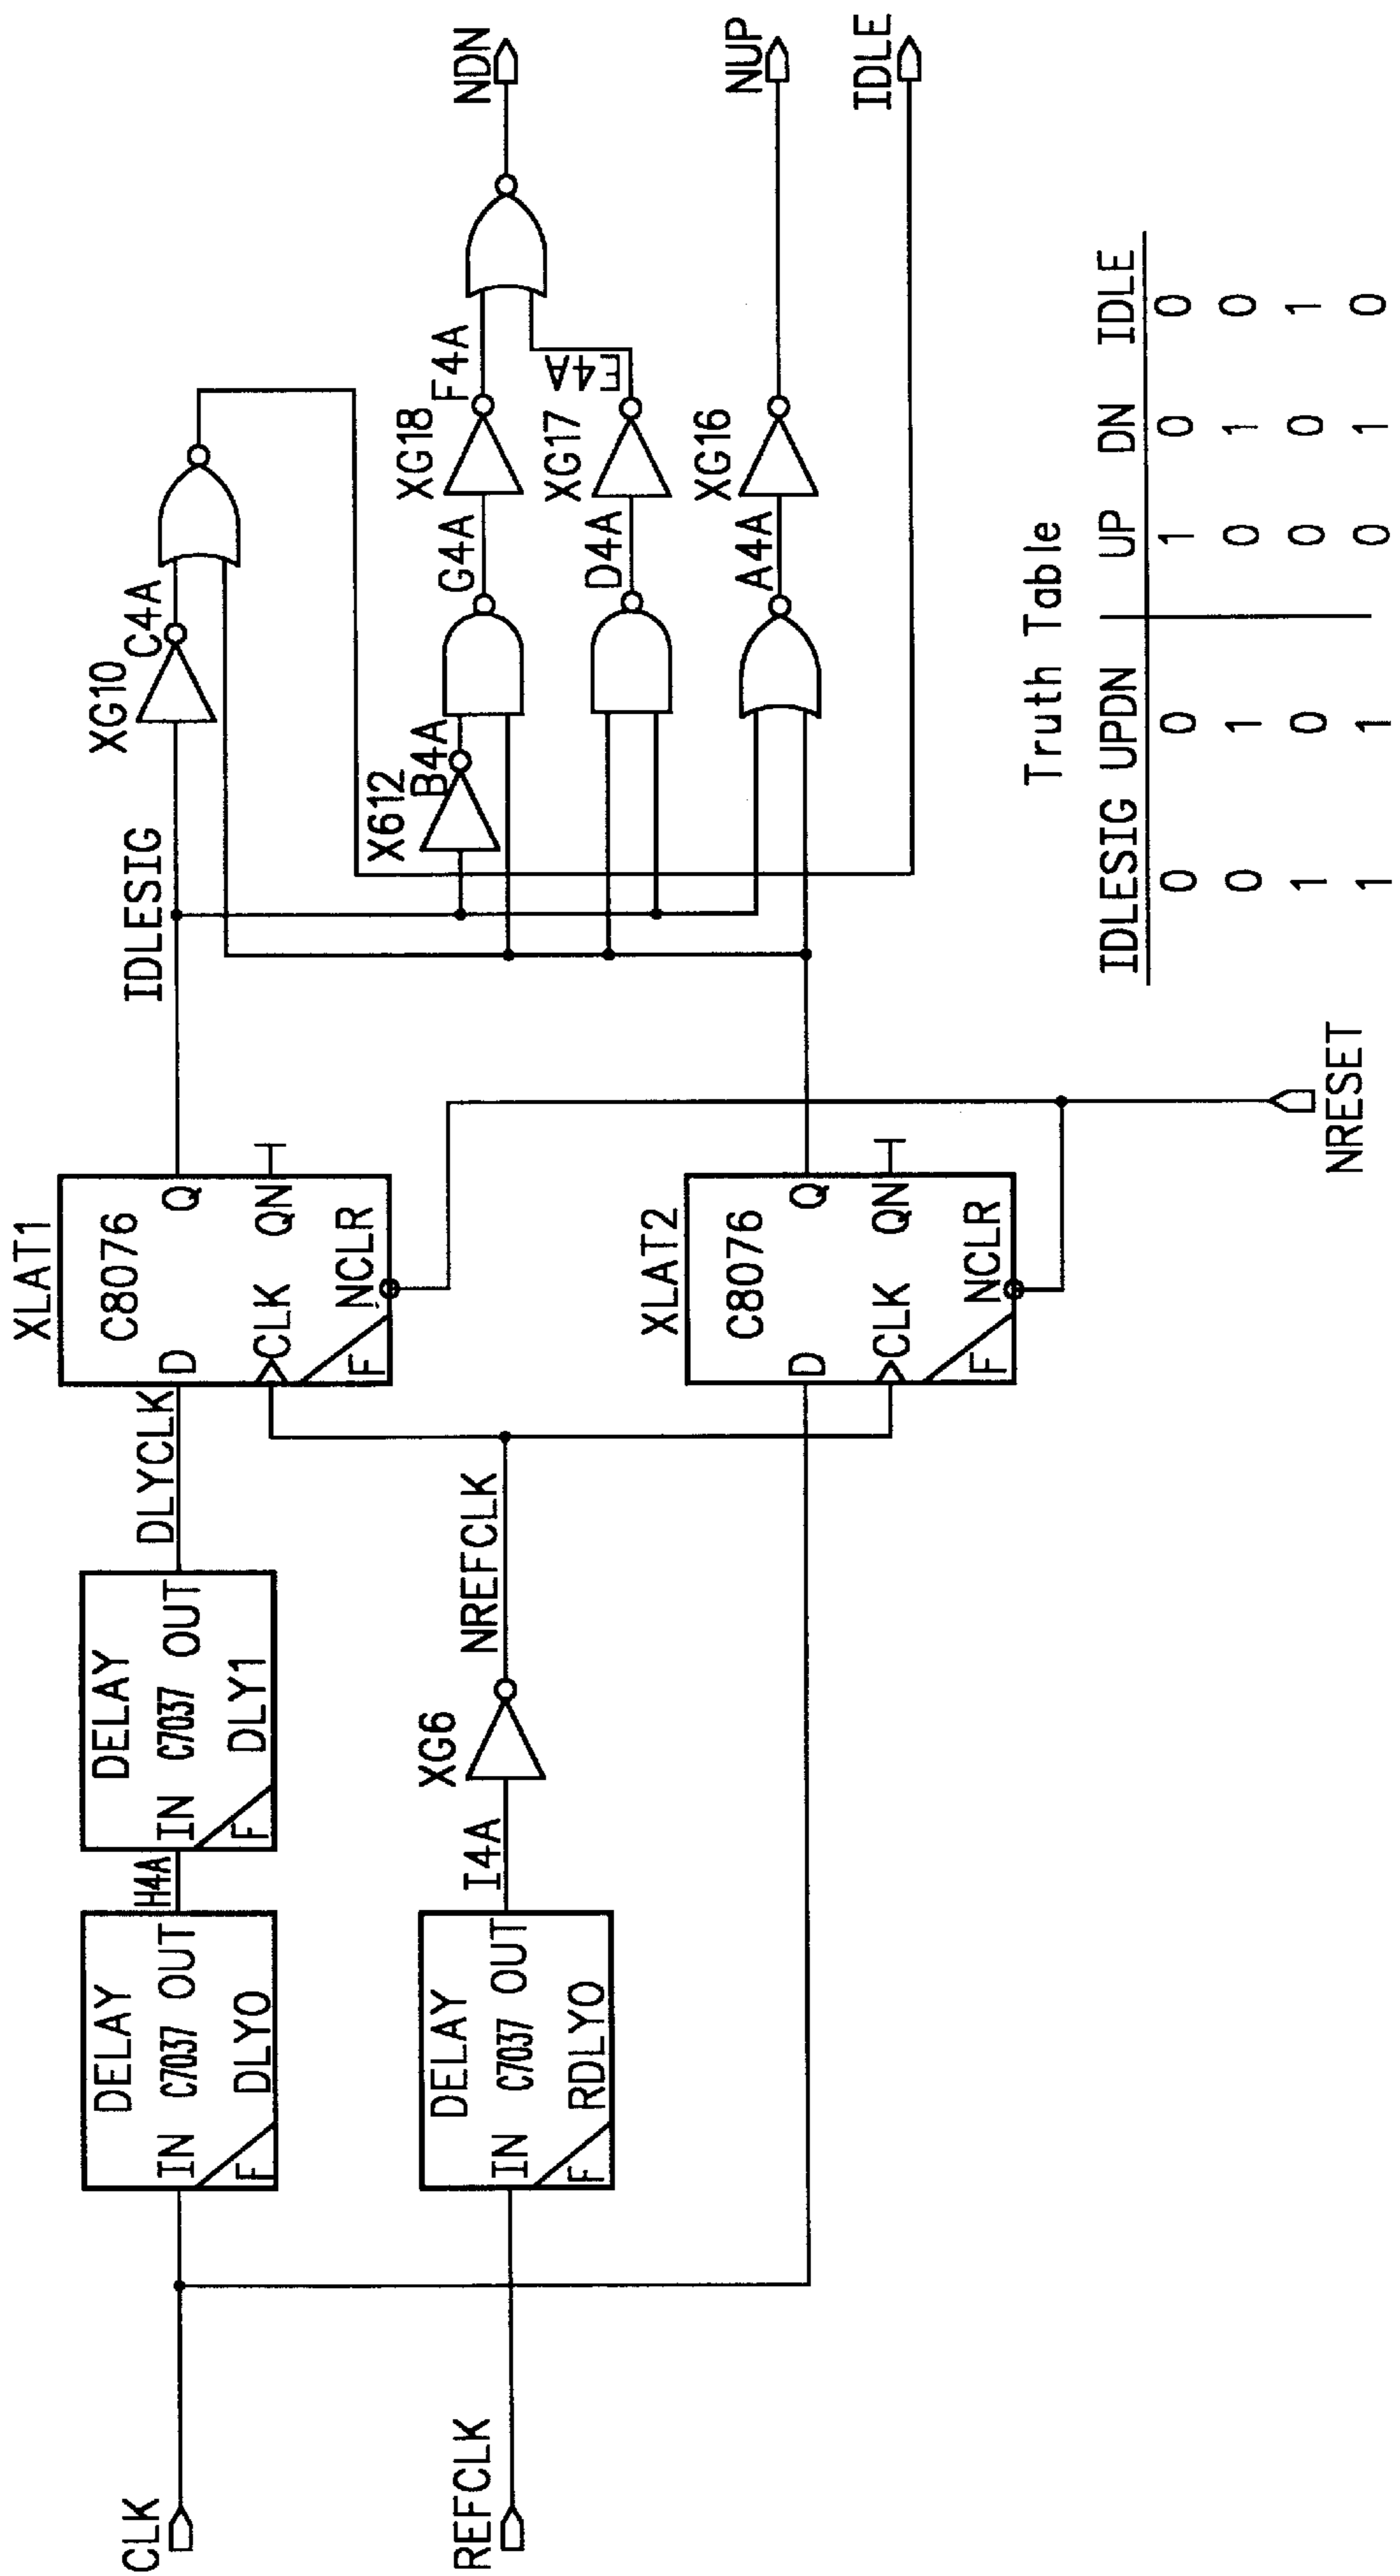 CLK
REFCLK
DELAY
IN C7037 OUT
F DLY0
H4A
DELAY
IN C7037 OUT
F DLY1
DLYCLK
DELAY
IN C7037 OUT
F RDLY0
I4A
XG6
NREFCLK
XLAT1
C8076
D Q
CLK QN
F NCLR
XLAT2
C8076
D Q
CLK QN
F NCLR
NRESET
IDLESIG
XG10
C4A
X612
B4A
G4A
XG18
F4A
D4A
XG17
E4A
A4A
XG16
NDN
NUP
IDLE
Truth Table
IDLESIG UPDN UP DN IDLE
0 0 1 0 0
0 1 0 1 0
1 0 0 0 1
1 1 0 1 0